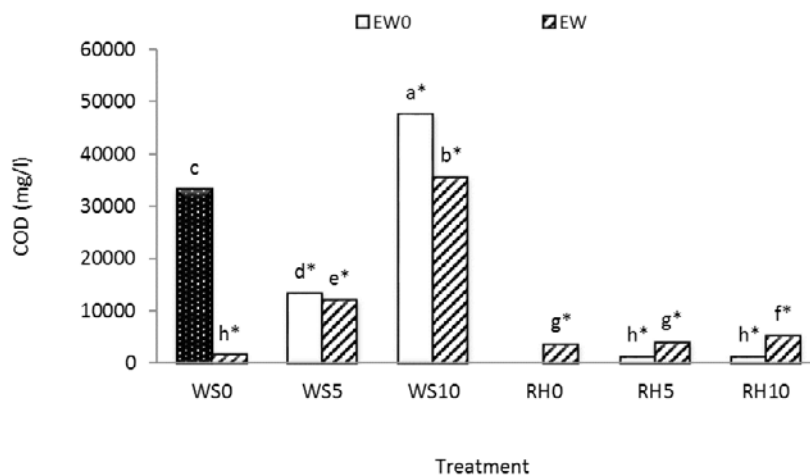 EW0 EW
COD (mg/l)
60000
50000
40000
30000
20000
10000
0
c
h*
d*
e*
a*
b*
g*
h*
g*
h*
f*
WS0 WS5 WS10 RH0 RH5 RH10
Treatment